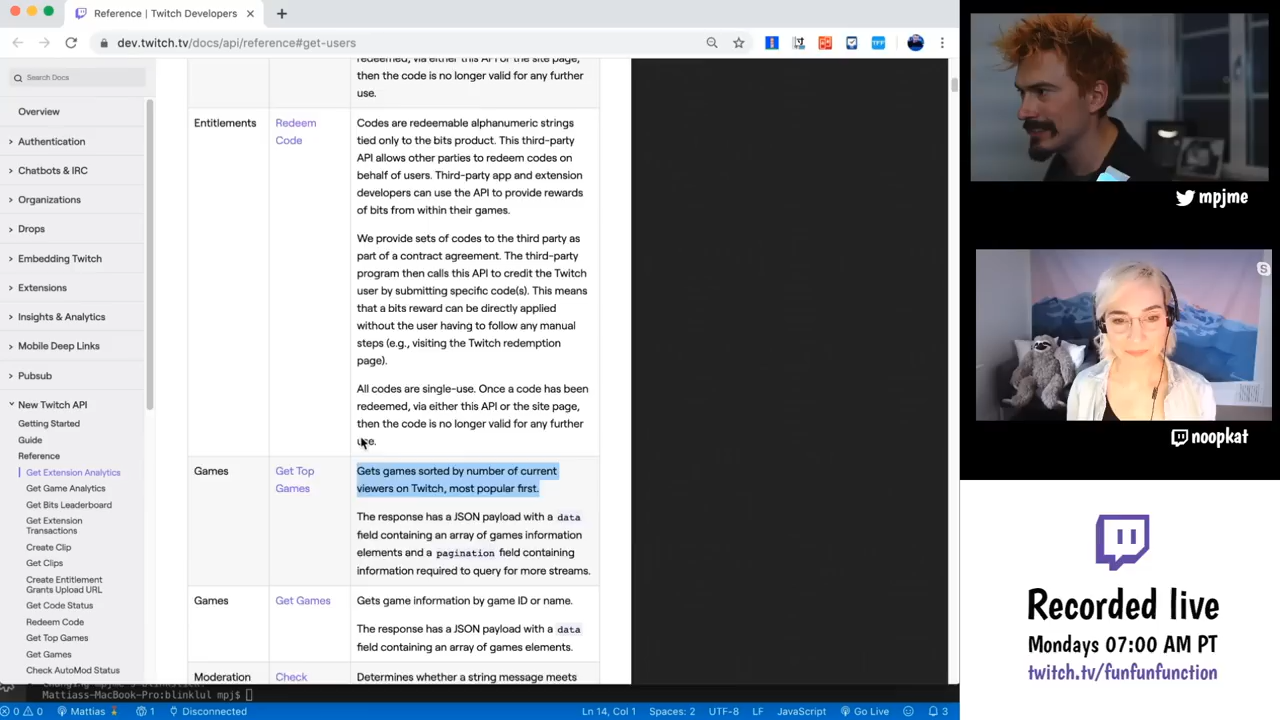 Reference | Twitch Developers
dev.twitch.tv/docs/api/reference#get-users
TFP
Search Docs
Overview
Authentication
Chatbots & IRC
Organizations
Drops
Embedding Twitch
Extensions
Insights & Analytics
Mobile Deep Links
Pubsub
New Twitch API
Getting Started
Guide
Reference
Get Extension Analytics
Get Game Analytics
Get Bits Leaderboard
Get Extension
Transactions
Create Clip
Get Clips
Create Entitlement
Grants Upload URL
Get Code Status
Redeem Code
Get Top Games
Get Games
Check AutoMod Status
redeemed, via either this API or the site page,
then the code is no longer valid for any further
use.
Entitlements
Redeem
Code
Codes are redeemable alphanumeric strings
tied only to the bits product. This third-party
API allows other parties to redeem codes on
behalf of users. Third-party app and extension
developers can use the API to provide rewards
of bits from within their games.
We provide sets of codes to the third party as
part of a contract agreement. The third-party
program then calls this API to credit the Twitch
user by submitting specific code(s). This means
that a bits reward can be directly applied
without the user having to follow any manual
steps (e.g., visiting the Twitch redemption
page).
All codes are single-use. Once a code has been
redeemed, via either this API or the site page,
then the code is no longer valid for any further
use.
Games
Get Top
Games
Gets games sorted by number of current
viewers on Twitch, most popular first.
The response has a JSON payload with a data
field containing an array of games information
elements and a pagination field containing
information required to query for more streams.
Games
Get Games
Gets game information by game ID or name.
The response has a JSON payload with a data
field containing an array of games elements.
Moderation
Check
Determines whether a string message meets
Mattiass-MacBook-Pro:blinklul mpj$
0 0 Mattias 1 Disconnected
Ln 14, Col 1 Spaces: 2 UTF-8 LF JavaScript Go Live 3
mpjme
S
noopkat
Recorded live
Mondays 07:00 AM PT
twitch.tv/funfunfunction